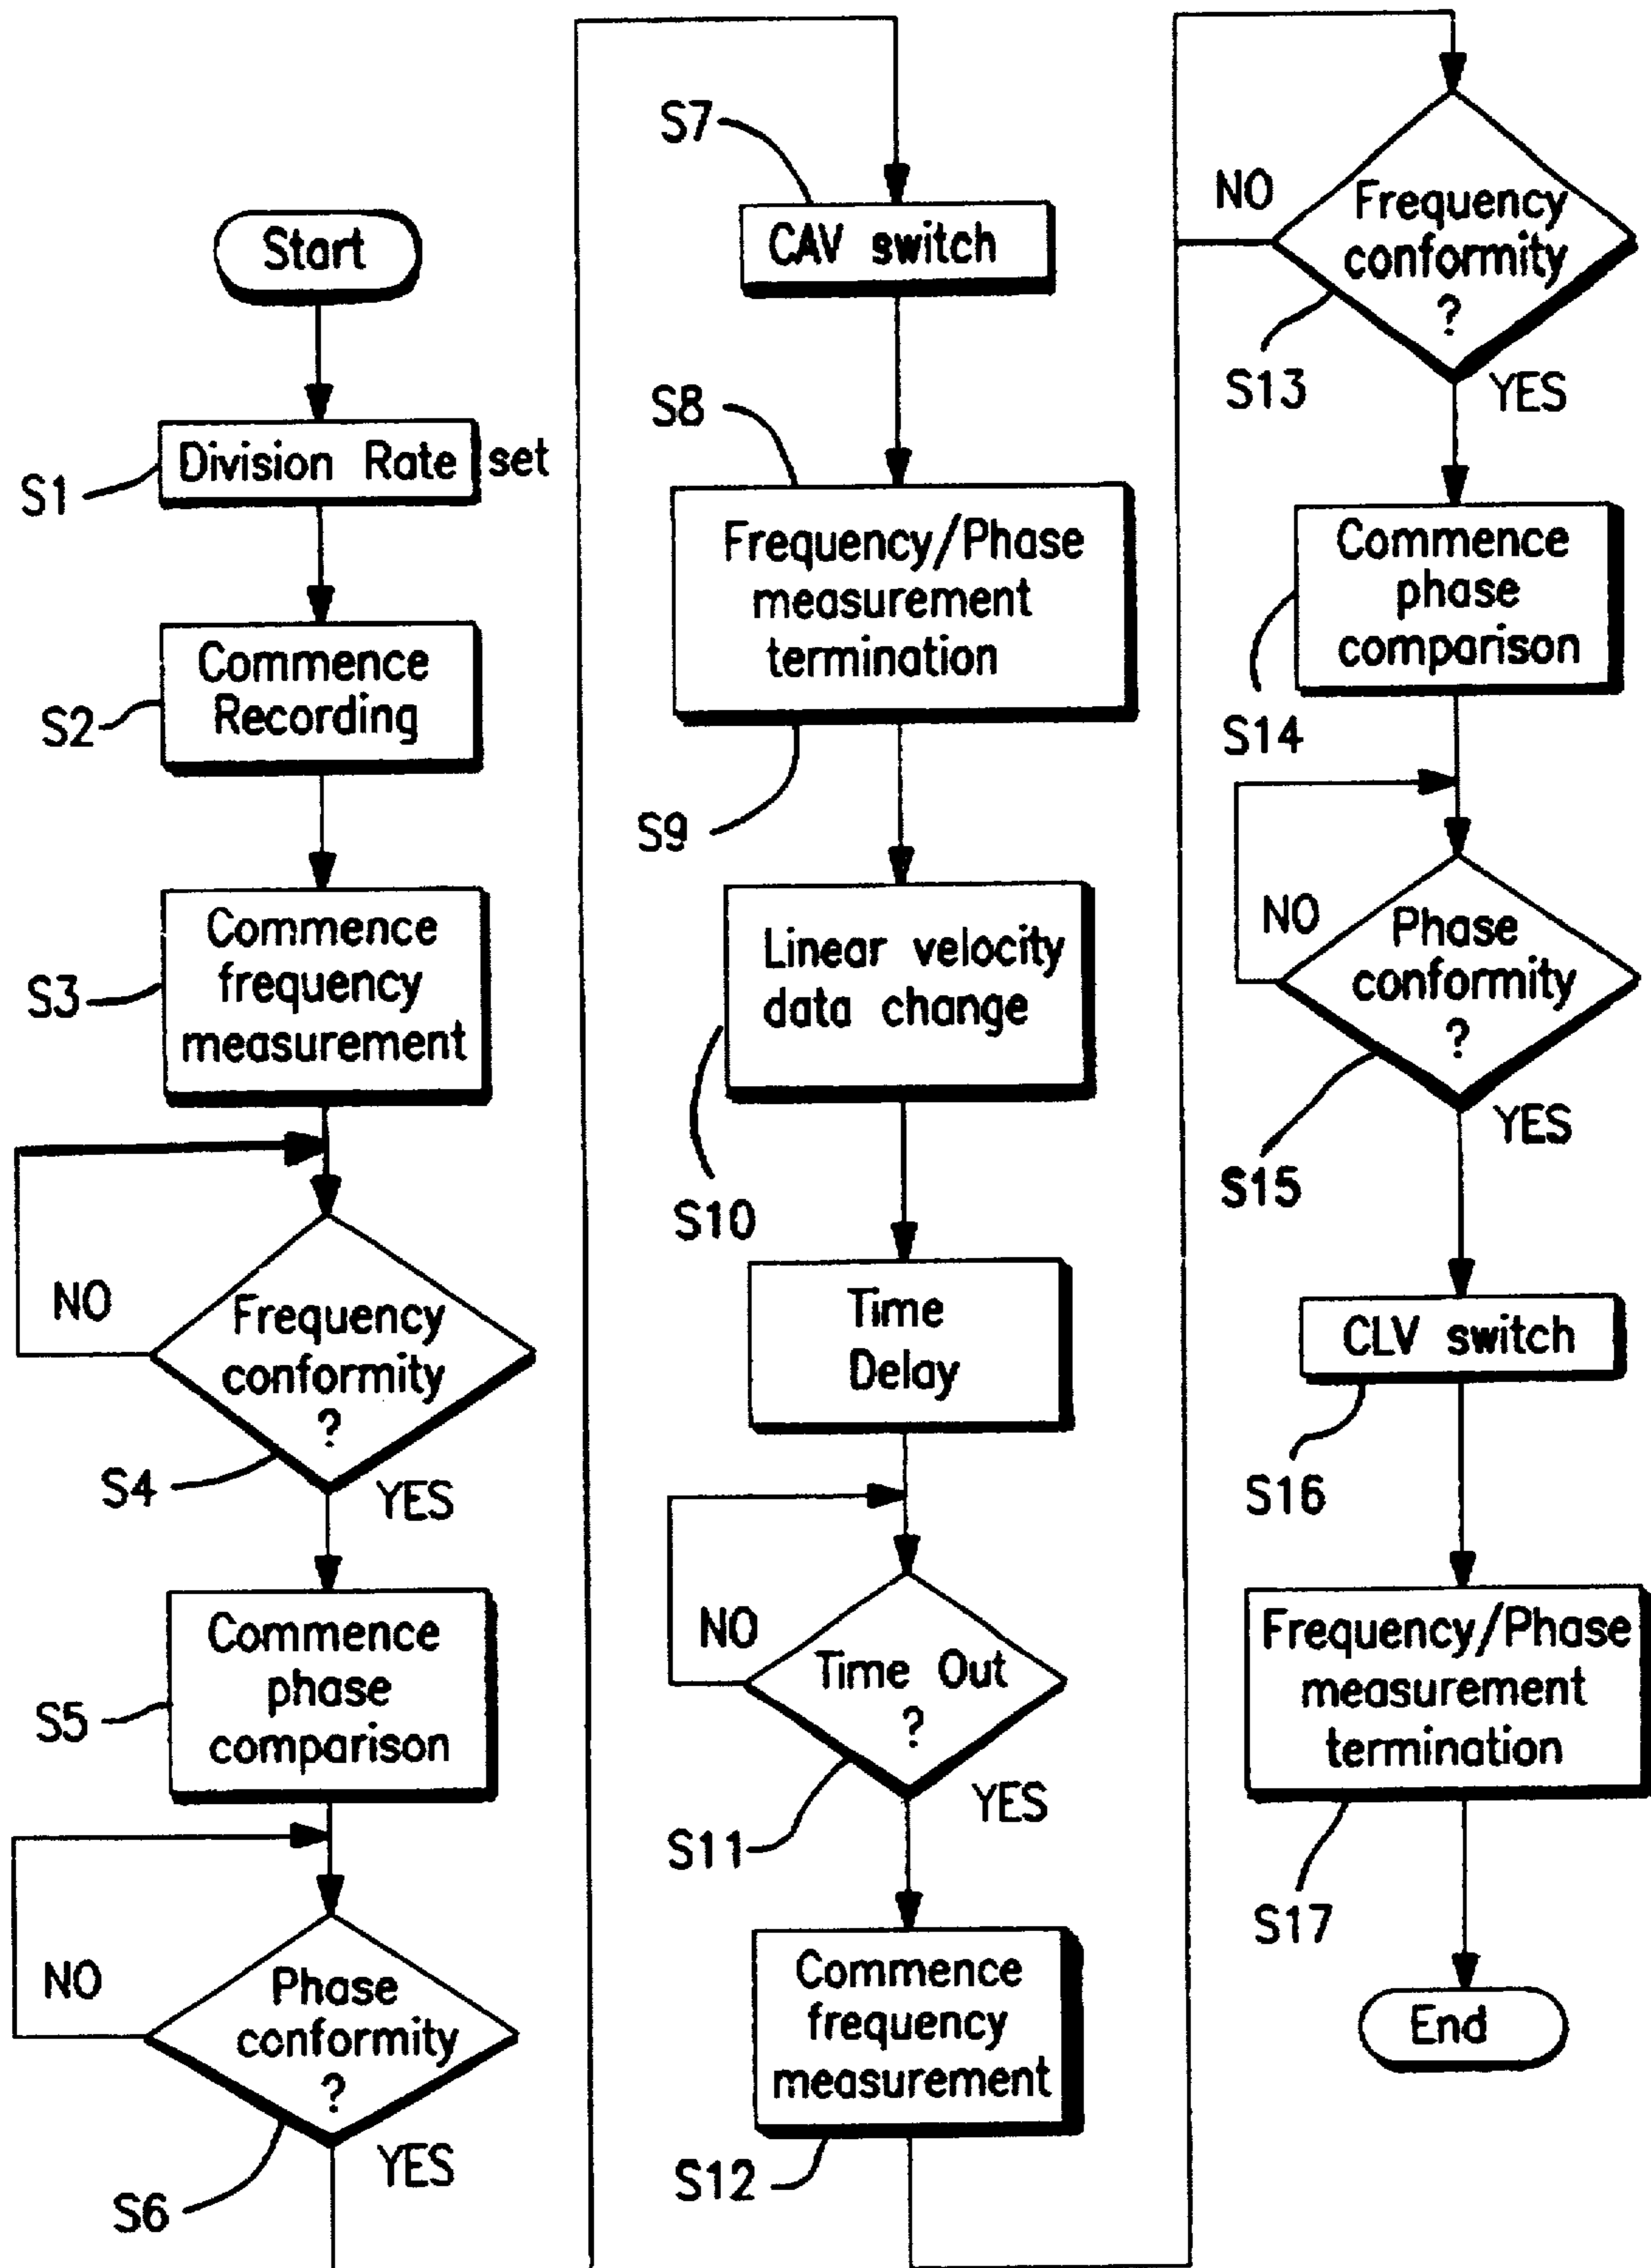 Start
S1
Division Rate set
S2
Commence
Recording
S3
Commence
frequency
measurement
NO
Frequency
conformity
?
S4
YES
S5
Commence
phase
comparison
NO
Phase
conformity
?
S6
YES
S7
CAV switch
S8
Frequency/Phase
measurement
termination
S9
Linear velocity
data change
S10
Time
Delay
NO
Time Out
?
S11
YES
Commence
frequency
measurement
S12
NO
Frequency
conformity
?
S13
YES
Commence
phase
comparison
S14
NO
Phase
conformity
?
S15
YES
CLV switch
S16
Frequency/Phase
measurement
termination
S17
End